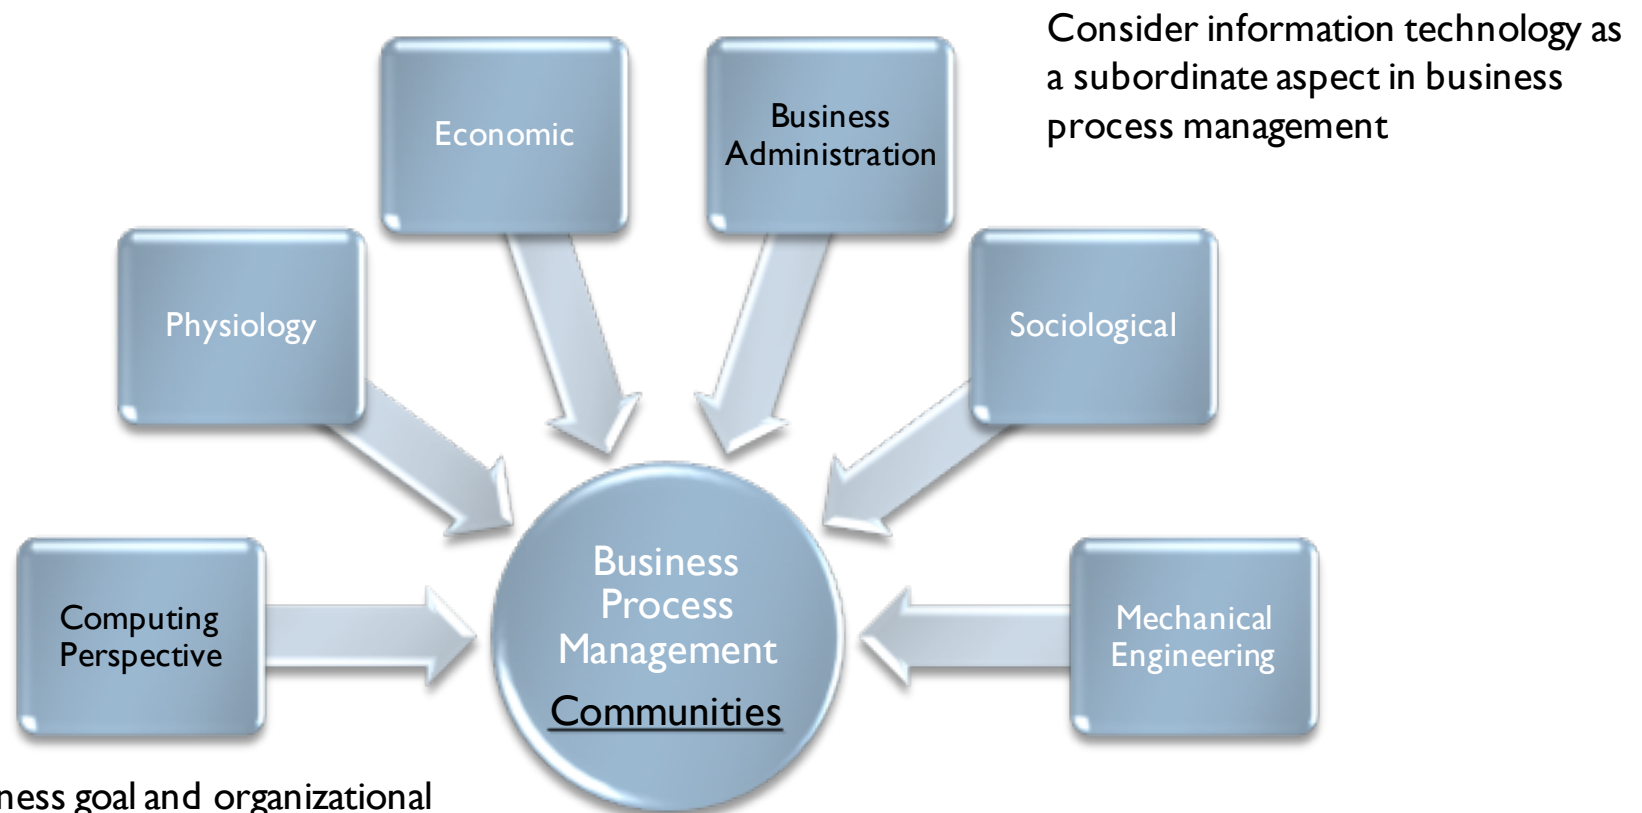 Consider information technology as
a subordinate aspect in business
process management
Economic
Business
Administration
Physiology
Sociological
Computing
Perspective
Business
Process
Management
Communities
Mechanical
Engineering
goal and organizational